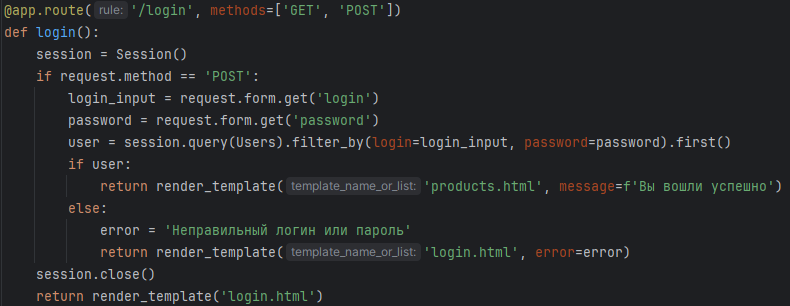 @app.route( rule: '/login', methods=['GET', 'POST'])
def login():
    session = Session()
    if request.method == 'POST':
        login_input = request.form.get('login')
        password = request.form.get('password')
        user = session.query(Users).filter_by(login=login_input, password=password).first()
        if user:
            return render_template( template_name_or_list: 'products.html', message=f'Вы вошли успешно')
        else:
            error = 'Неправильный логин или пароль'
            return render_template( template_name_or_list: 'login.html', error=error)
    session.close()
    return render_template('login.html')